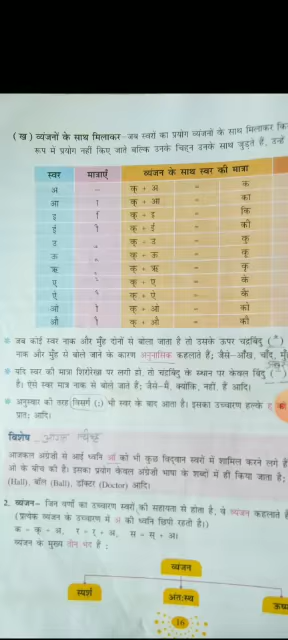 (ख) व्यंजनों के साथ मिलाकर–जब स्वरों का प्रयोग व्यंजनों के साथ मिलाकर कि
रूप में प्रयोग नहीं किए जाते बल्कि उनके चिह्न उनके साथ जुड़ते हैं, उन्हें
स्वर मात्राएँ व्यंजन के साथ स्वर की मात्रा
अ – क् + अ = क
आ ा क् + आ = का
इ ि क् + इ = कि
ई ी क् + ई = की
उ ु क् + उ = कु
ऊ ू क् + ऊ = कू
ऋ ृ क् + ऋ = कृ
ए े क् + ए = के
ऐ ै क् + ऐ = कै
ओ ो क् + ओ = को
औ ौ क् + औ = कौ
जब कोई स्वर नाक और मुँह दोनों से बोला जाता है तो उसके ऊपर चंद्रबिंदु (ँ)
नाक और मुँह से बोले जाने के कारण अनुनासिक कहलाते हैं; जैसे–आँख, चाँद, मुँ
यदि स्वर की मात्रा शिरोरेखा पर लगी हो, तो चंद्रबिंदु के स्थान पर केवल बिंदु (ं)
है। ऐसे स्वर मात्र नाक से बोले जाते हैं; जैसे–में, क्योंकि, नहीं, हैं आदि।
अनुस्वार की तरह विसर्ग (:) भी स्वर के बाद आता है। इसका उच्चारण हल्के ह् की
प्रातः आदि।
विशेष
आजकल अंग्रेजी से आई ध्वनि ऑ को भी कुछ विद्वान स्वरों में शामिल करने लगे हैं
ओ के बीच की है। इसका प्रयोग केवल अंग्रेजी भाषा के शब्दों में ही किया जाता है;
(Hall), बॉल (Ball), डॉक्टर (Doctor) आदि।
2. व्यंजन– जिन वर्णों का उच्चारण स्वरों की सहायता से होता है, वे व्यंजन कहलाते हैं
(प्रत्येक व्यंजन के उच्चारण में अ की ध्वनि छिपी रहती है।)
क = क् + अ, र = र् + अ, स = स् + अ।
व्यंजन के मुख्य तीन भेद हैं :
व्यंजन
स्पर्श अंतःस्थ ऊष्म
16